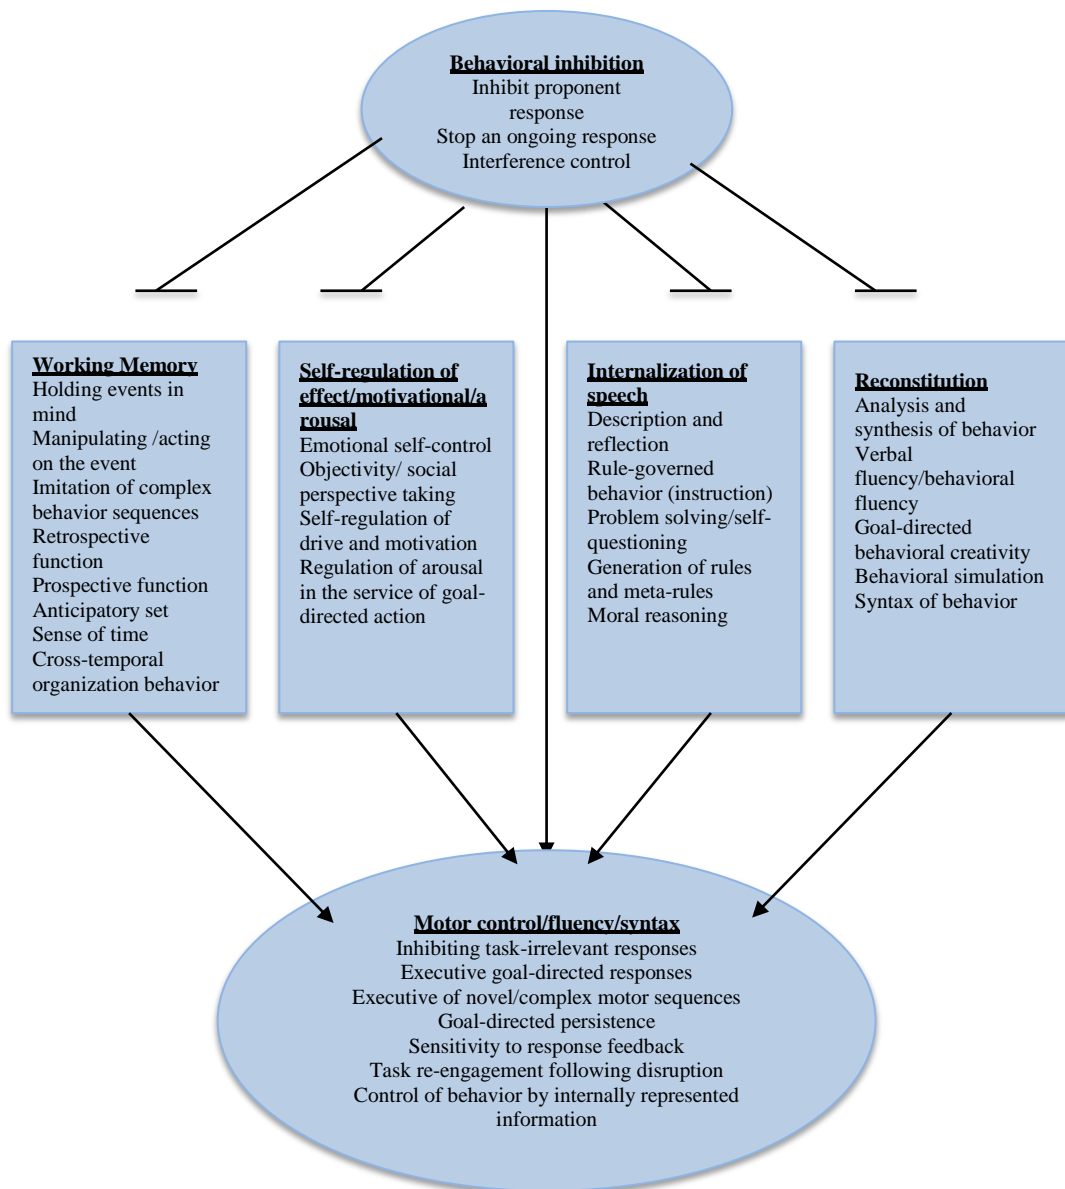 Behavioral inhibition
Inhibit proponent
response
Stop an ongoing response
Interference control
Working Memory
Holding events in
mind
Manipulating /acting
on the event
Imitation of complex
behavior sequences
Retrospective
function
Prospective function
Anticipatory set
Sense of time
Cross-temporal
organization behavior
Self-regulation of
effect/motivational/a
rousal
Emotional self-control
Objectivity/ social
perspective taking
Self-regulation of
drive and motivation
Regulation of arousal
in the service of goal-
directed action
Internalization of
speech
Description and
reflection
Rule-governed
behavior (instruction)
Problem solving/self-
questioning
Generation of rules
and meta-rules
Moral reasoning
Reconstitution
Analysis and
synthesis of behavior
Verbal
fluency/behavioral
fluency
Goal-directed
behavioral creativity
Behavioral simulation
Syntax of behavior
Motor control/fluency/syntax
Inhibiting task-irrelevant responses
Executive goal-directed responses
Executive of novel/complex motor sequences
Goal-directed persistence
Sensitivity to response feedback
Task re-engagement following disruption
Control of behavior by internally represented
information